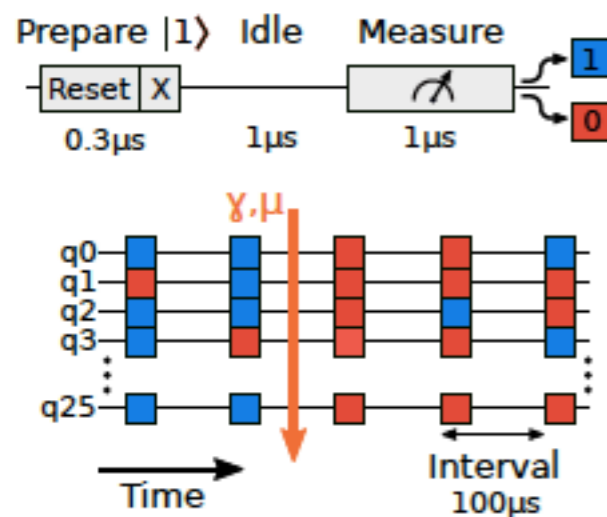 Prepare |1⟩ Idle Measure
Reset X
1
0
0.3μs 1μs 1μs
γ,μ
q0
q1
q2
q3
q25
Time
Interval
100μs